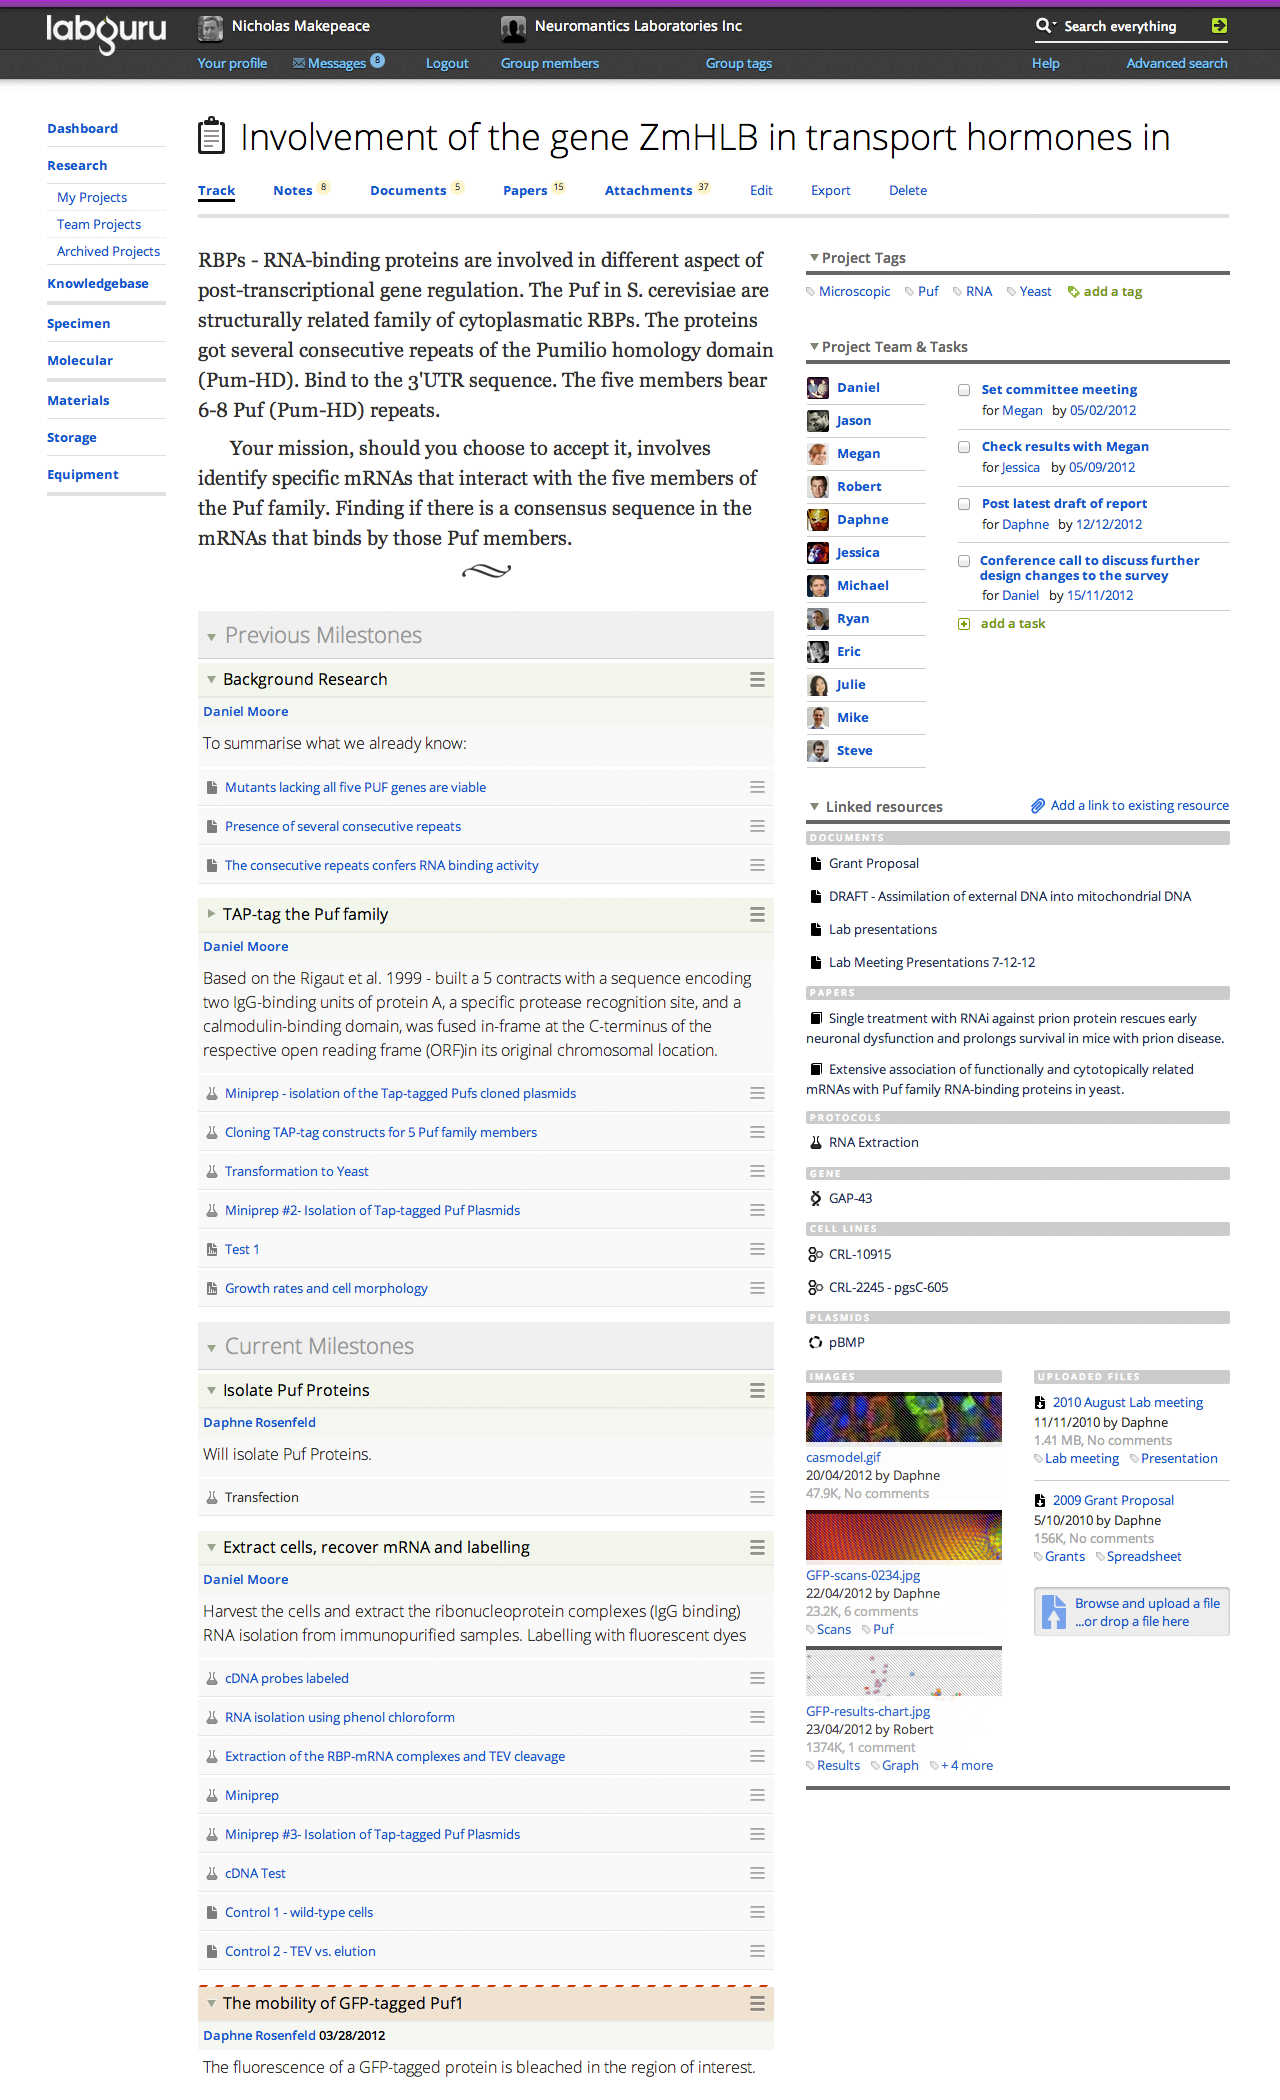 labguru
Nicholas Makepeace
Neuromantics Laboratories Inc
Search everything
Your profile
Messages 8
Logout
Group members
Group tags
Help
Advanced search
Dashboard
Research
My Projects
Team Projects
Archived Projects
Knowledgebase
Specimen
Molecular
Materials
Storage
Equipment
Involvement of the gene ZmHLB in transport hormones in
Track
Notes 8
Documents 5
Papers 15
Attachments 37
Edit
Export
Delete
RBPs - RNA-binding proteins are involved in different aspect of
post-transcriptional gene regulation. The Puf in S. cerevisiae are
structurally related family of cytoplasmatic RBPs. The proteins
got several consecutive repeats of the Pumilio homology domain
(Pum-HD). Bind to the 3'UTR sequence. The five members bear
6-8 Puf (Pum-HD) repeats.
Your mission, should you choose to accept it, involves
identify specific mRNAs that interact with the five members of
the Puf family. Finding if there is a consensus sequence in the
mRNAs that binds by those Puf members.
Previous Milestones
Background Research
Daniel Moore
To summarise what we already know:
Mutants lacking all five PUF genes are viable
Presence of several consecutive repeats
The consecutive repeats confers RNA binding activity
TAP-tag the Puf family
Daniel Moore
Based on the Rigaut et al. 1999 - built a 5 contracts with a sequence encoding
two IgG-binding units of protein A, a specific protease recognition site, and a
calmodulin-binding domain, was fused in-frame at the C-terminus of the
respective open reading frame (ORF)in its original chromosomal location.
Miniprep - isolation of the Tap-tagged Pufs cloned plasmids
Cloning TAP-tag constructs for 5 Puf family members
Transformation to Yeast
Miniprep #2- Isolation of Tap-tagged Puf Plasmids
Test 1
Growth rates and cell morphology
Current Milestones
Isolate Puf Proteins
Daphne Rosenfeld
Will isolate Puf Proteins.
Transfection
Extract cells, recover mRNA and labelling
Daniel Moore
Harvest the cells and extract the ribonucleoprotein complexes (IgG binding)
RNA isolation from immunopurified samples. Labelling with fluorescent dyes
cDNA probes labeled
RNA isolation using phenol chloroform
Extraction of the RBP-mRNA complexes and TEV cleavage
Miniprep
Miniprep #3- Isolation of Tap-tagged Puf Plasmids
cDNA Test
Control 1 - wild-type cells
Control 2 - TEV vs. elution
The mobility of GFP-tagged Puf1
Daphne Rosenfeld 03/28/2012
The fluorescence of a GFP-tagged protein is bleached in the region of interest.
Project Tags
Microscopic
Puf
RNA
Yeast
add a tag
Project Team & Tasks
Daniel
Jason
Megan
Robert
Daphne
Jessica
Michael
Ryan
Eric
Julie
Mike
Steve
Set committee meeting
for Megan by 05/02/2012
Check results with Megan
for Jessica by 05/09/2012
Post latest draft of report
for Daphne by 12/12/2012
Conference call to discuss further
design changes to the survey
for Daniel by 15/11/2012
add a task
Linked resources
Add a link to existing resource
DOCUMENTS
Grant Proposal
DRAFT - Assimilation of external DNA into mitochondrial DNA
Lab presentations
Lab Meeting Presentations 7-12-12
PAPERS
Single treatment with RNAi against prion protein rescues early
neuronal dysfunction and prolongs survival in mice with prion disease.
Extensive association of functionally and cytotopically related
mRNAs with Puf family RNA-binding proteins in yeast.
PROTOCOLS
RNA Extraction
GENE
GAP-43
CELL LINES
CRL-10915
CRL-2245 - pgsC-605
PLASMIDS
pBMP
IMAGES
casmodel.gif
20/04/2012 by Daphne
47.9K, No comments
GFP-scans-0234.jpg
22/04/2012 by Daphne
23.2K, 6 comments
Scans
Puf
GFP-results-chart.jpg
23/04/2012 by Robert
1374K, 1 comment
Results
Graph
+ 4 more
UPLOADED FILES
2010 August Lab meeting
11/11/2010 by Daphne
1.41 MB, No comments
Lab meeting
Presentation
2009 Grant Proposal
5/10/2010 by Daphne
156K, No comments
Grants
Spreadsheet
Browse and upload a file
...or drop a file here